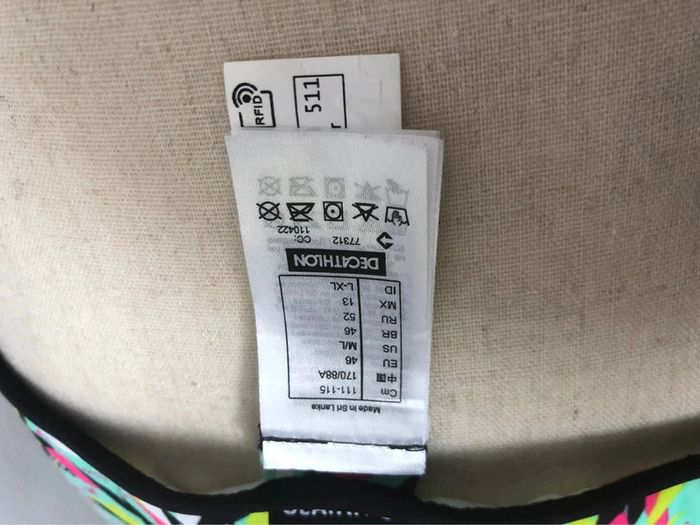 Made in Sri Lanka
Cm 111-115
中国 170/88A
EU 46
US M/L
BR 46
RU 52
MX 13
ID L-XL
DECATHLON
77312 CC: 110422
RFID
511